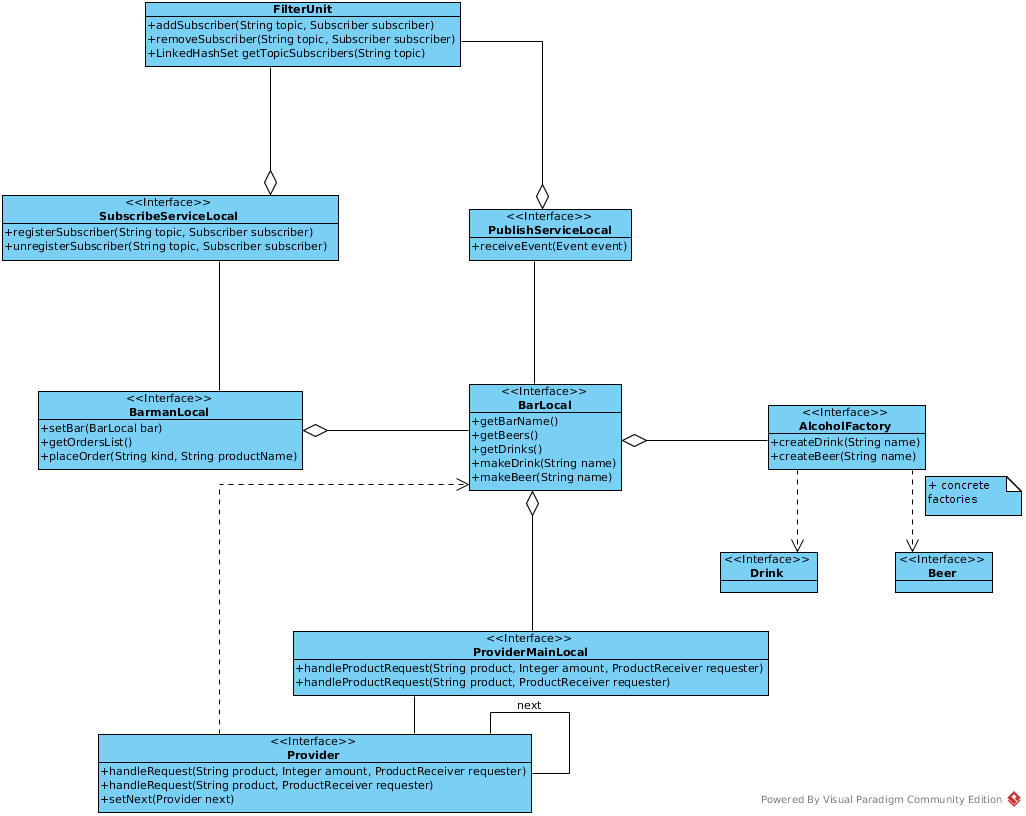 FilterUnit
+addSubscriber(String topic, Subscriber subscriber)
+removeSubscriber(String topic, Subscriber subscriber)
+LinkedHashSet getTopicSubscribers(String topic)
<<Interface>>
SubscribeServiceLocal
+registerSubscriber(String topic, Subscriber subscriber)
+unregisterSubscriber(String topic, Subscriber subscriber)
<<Interface>>
PublishServiceLocal
+receiveEvent(Event event)
<<Interface>>
BarmanLocal
+setBar(BarLocal bar)
+getOrdersList()
+placeOrder(String kind, String productName)
<<Interface>>
BarLocal
+getBarName()
+getBeers()
+getDrinks()
+makeDrink(String name)
+makeBeer(String name)
<<Interface>>
AlcoholFactory
+createDrink(String name)
+createBeer(String name)
+ concrete
factories
<<Interface>>
Drink
<<Interface>>
Beer
<<Interface>>
ProviderMainLocal
+handleProductRequest(String product, Integer amount, ProductReceiver requester)
+handleProductRequest(String product, ProductReceiver requester)
next
<<Interface>>
Provider
+handleRequest(String product, Integer amount, ProductReceiver requester)
+handleRequest(String product, ProductReceiver requester)
+setNext(Provider next)
Powered By Visual Paradigm Community Edition